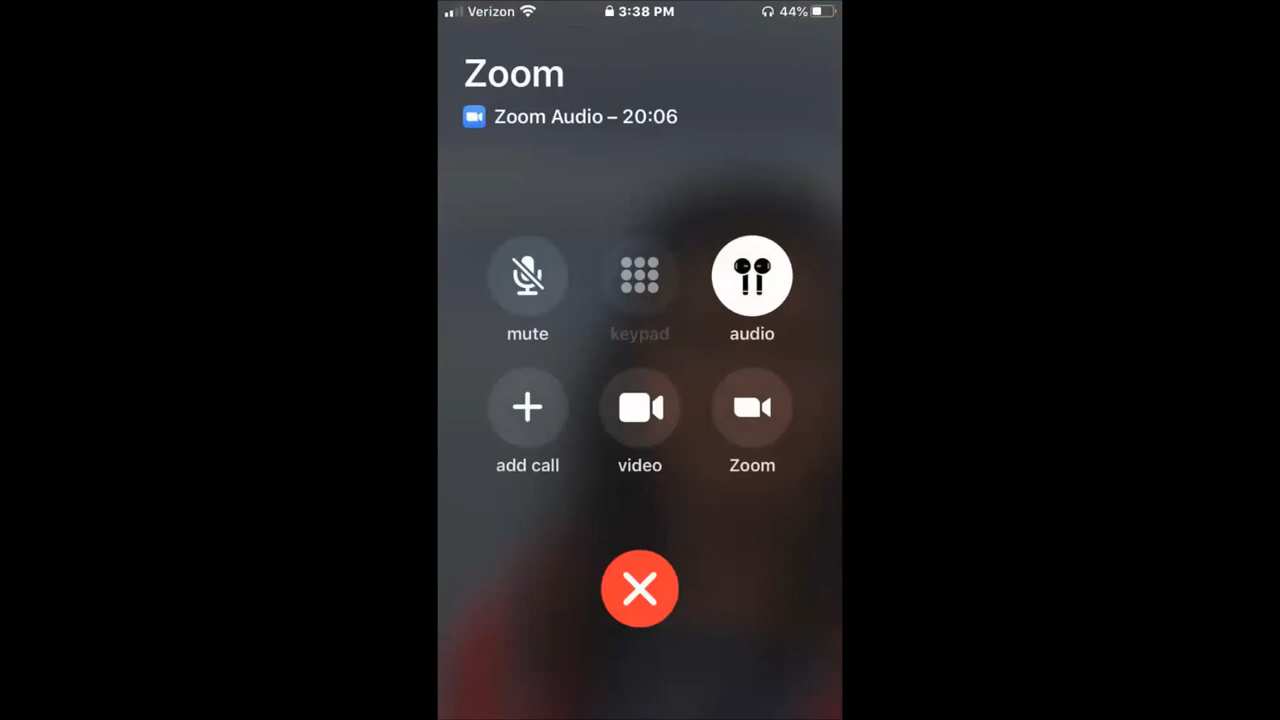 Verizon 3:38 PM 44%
Zoom
Zoom Audio – 20:06
mute keypad audio
add call video Zoom